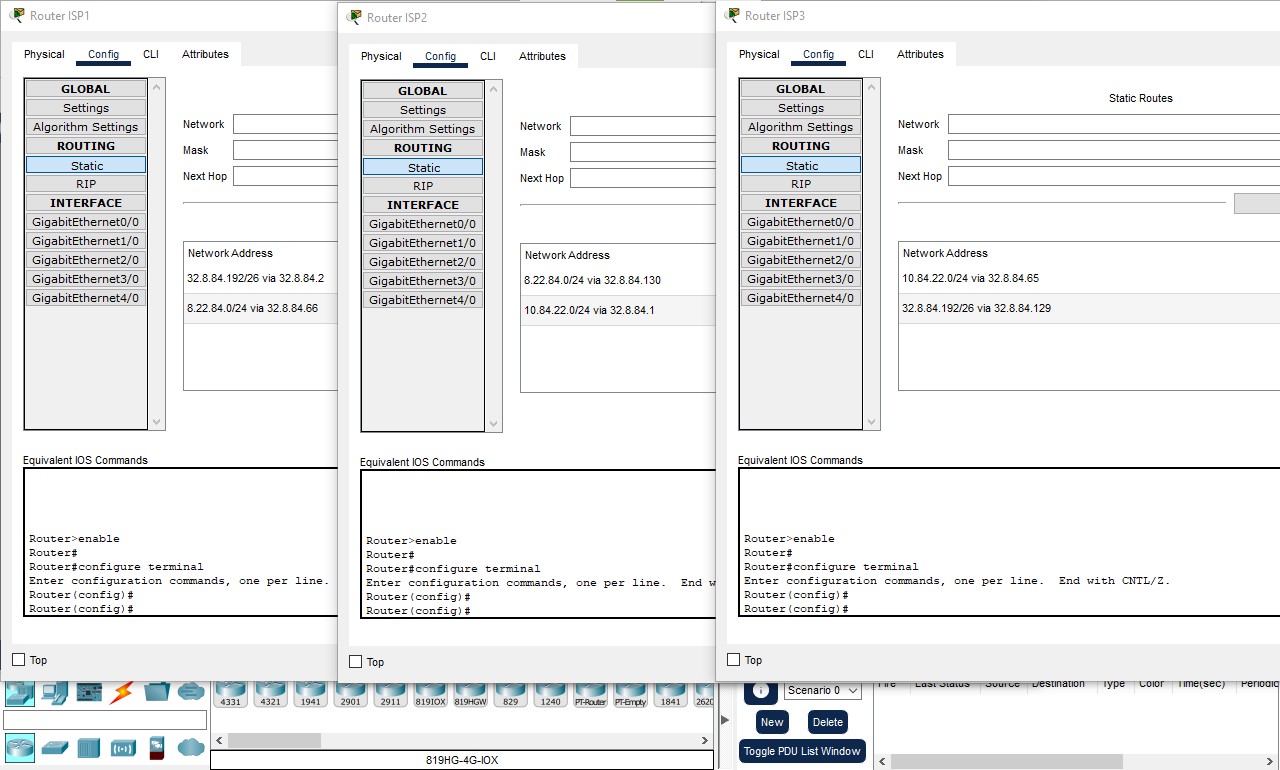 Router ISP1
Physical Config CLI Attributes
GLOBAL
Settings
Algorithm Settings
ROUTING
Static
RIP
INTERFACE
GigabitEthernet0/0
GigabitEthernet1/0
GigabitEthernet2/0
GigabitEthernet3/0
GigabitEthernet4/0
Network
Mask
Next Hop
Network Address
32.8.84.192/26 via 32.8.84.2
8.22.84.0/24 via 32.8.84.66
Equivalent IOS Commands
Router>enable
Router#
Router#configure terminal
Enter configuration commands, one per line.
Router(config)#
Router(config)#
Top
Router ISP2
Physical Config CLI Attributes
GLOBAL
Settings
Algorithm Settings
ROUTING
Static
RIP
INTERFACE
GigabitEthernet0/0
GigabitEthernet1/0
GigabitEthernet2/0
GigabitEthernet3/0
GigabitEthernet4/0
Network
Mask
Next Hop
Network Address
8.22.84.0/24 via 32.8.84.130
10.84.22.0/24 via 32.8.84.1
Equivalent IOS Commands
Router>enable
Router#
Router#configure terminal
Enter configuration commands, one per line. End w
Router(config)#
Router(config)#
Top
Router ISP3
Physical Config CLI Attributes
GLOBAL
Settings
Algorithm Settings
ROUTING
Static
RIP
INTERFACE
GigabitEthernet0/0
GigabitEthernet1/0
GigabitEthernet2/0
GigabitEthernet3/0
GigabitEthernet4/0
Static Routes
Network
Mask
Next Hop
Network Address
10.84.22.0/24 via 32.8.84.65
32.8.84.192/26 via 32.8.84.129
Equivalent IOS Commands
Router>enable
Router#
Router#configure terminal
Enter configuration commands, one per line. End with CNTL/Z.
Router(config)#
Router(config)#
Top
4331 4321 1941 2901 2911 819IOX 819HGW 829 1240 PT-Router PT-Empty 1841 2620
819HG-4G-IOX
Scenario 0
New Delete
Toggle PDU List Window
Fire Last Status Source Destination Type Color Time(sec) Periodic